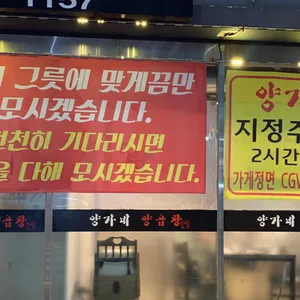 1137
그릇에 맞게끔만
모시겠습니다.
천천히 기다리시면
을 다해 모시겠습니다.
양가
지정주
2시간
가게정면 CGV
양가네 양곱창
양가네 양곱창